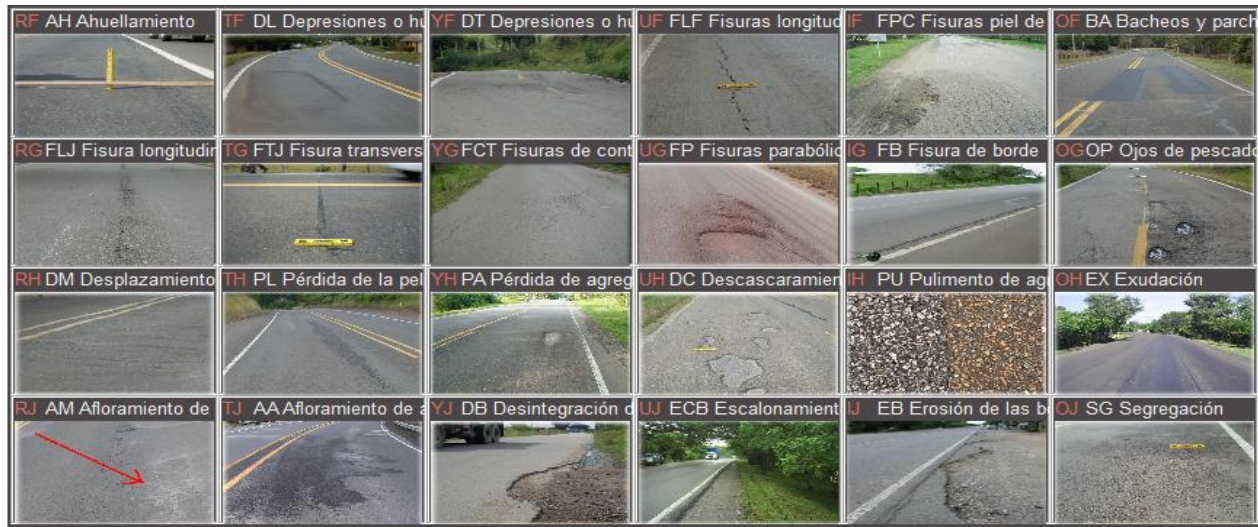 RF AH Ahuellamiento
TF DL Depresiones o hu
YF DT Depresiones o hu
UF FLF Fisuras longitud
IF FPC Fisuras piel de
OF BA Bacheos y parch
RG FLJ Fisura longitudin
TG FTJ Fisura transvers
YG FCT Fisuras de cont
UG FP Fisuras parabólic
IG FB Fisura de borde
OG OP Ojos de pescado
RH DM Desplazamiento
TH PL Pérdida de la pel
YH PA Pérdida de agreg
UH DC Descascaramien
IH PU Pulimento de agr
OH EX Exudación
RJ AM Afloramiento de
TJ AA Afloramiento de a
YJ DB Desintegración d
UJ ECB Escalonamient
IJ EB Erosión de las be
OJ SG Segregación